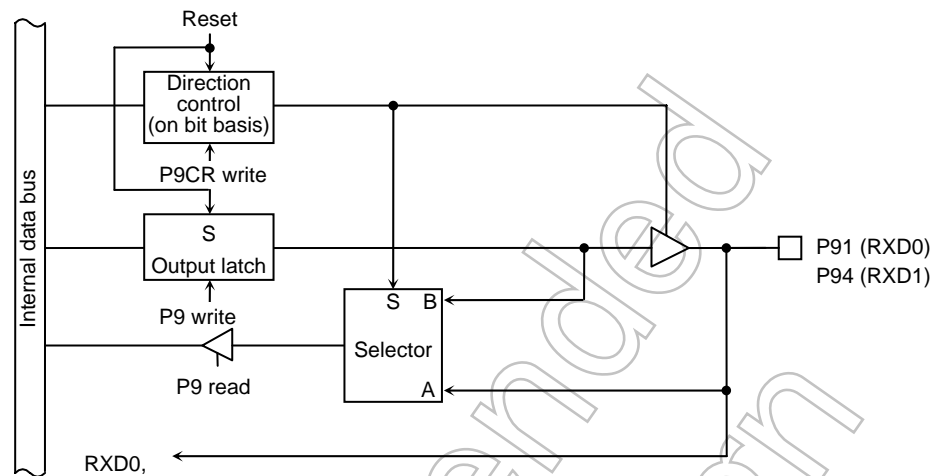 Reset
Direction
control
(on bit basis)
P9CR write
Internal data bus
S
Output latch
P9 write
S B
Selector
A
P9 read
P91 (RXD0)
P94 (RXD1)
RXD0,
ended